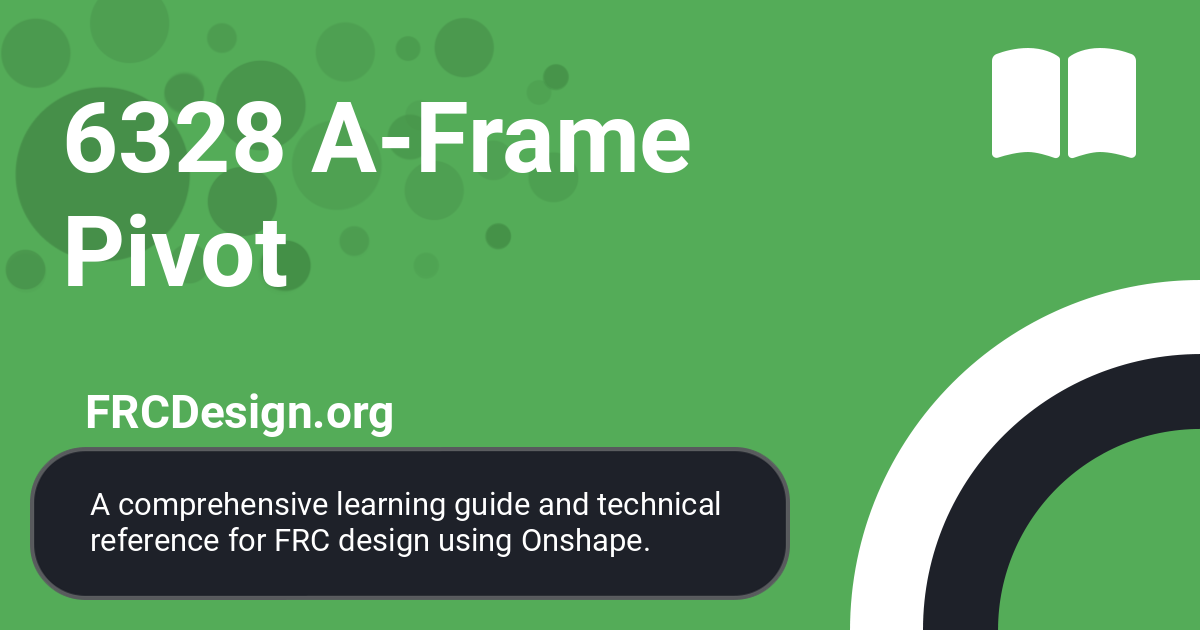 6328 A-Frame
Pivot
FRCDesign.org
A comprehensive learning guide and technical
reference for FRC design using Onshape.